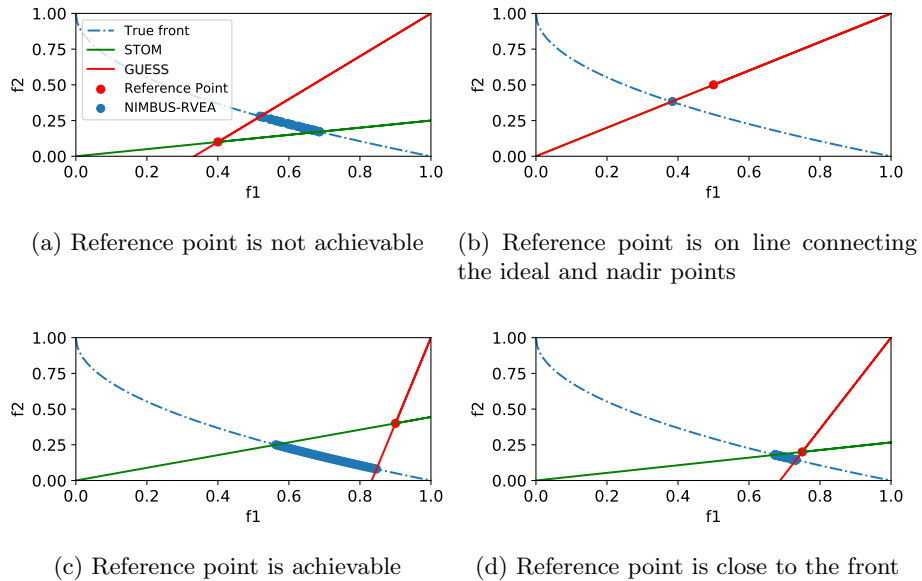 1.00
0.75
0.50
0.25
0.00
f2
0.0 0.2 0.4 0.6 0.8 1.0
f1
True front
STOM
GUESS
Reference Point
NIMBUS-RVEA
1.00
0.75
0.50
0.25
0.00
f2
0.0 0.2 0.4 0.6 0.8 1.0
f1
(a) Reference point is not achievable
(b) Reference point is on line connecting
the ideal and nadir points
1.00
0.75
0.50
0.25
0.00
f2
0.0 0.2 0.4 0.6 0.8 1.0
f1
1.00
0.75
0.50
0.25
0.00
f2
0.0 0.2 0.4 0.6 0.8 1.0
f1
(c) Reference point is achievable
(d) Reference point is close to the front